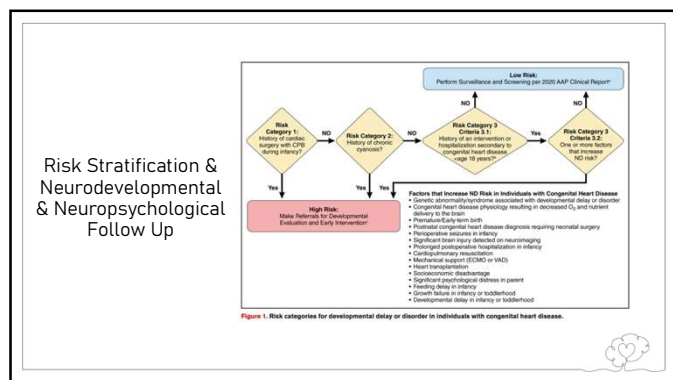 Risk Stratification &
Neurodevelopmental
& Neuropsychological
Follow Up
Low Risk:
Perform Surveillance and Screening per 2020 AAP Clinical Report
NO
NO
Risk
Category 1:
History of cardiac
surgery with CPB
during infancy?
NO
Risk Category 2:
History of chronic
cyanosis?
NO
Risk Category 3
Criteria 3.1:
History of an intervention or
hospitalization secondary to
congenital heart disease
<age 18 years?
Yes
Risk Category 3
Criteria 3.2:
One or more factors
that increase
ND risk?
Yes
Yes
Yes
High Risk:
Make Referrals for Developmental
Evaluation and Early Intervention
Factors that Increase ND Risk in Individuals with Congenital Heart Disease
• Genetic abnormality/syndrome associated with developmental delay or disorder
• Congenital heart disease physiology resulting in decreased O2 and nutrient
delivery to the brain
• Premature/Early-term birth
• Postnatal congenital heart disease diagnosis requiring neonatal surgery
• Perioperative seizures in infancy
• Significant brain injury detected on neuroimaging
• Prolonged postoperative hospitalization in infancy
• Cardiopulmonary resuscitation
• Mechanical support (ECMO or VAD)
• Heart transplantation
• Socioeconomic disadvantage
• Significant psychological distress in parent
• Feeding delay in infancy
• Growth failure in infancy or toddlerhood
• Developmental delay in infancy or toddlerhood
Figure 1. Risk categories for developmental delay or disorder in individuals with congenital heart disease.